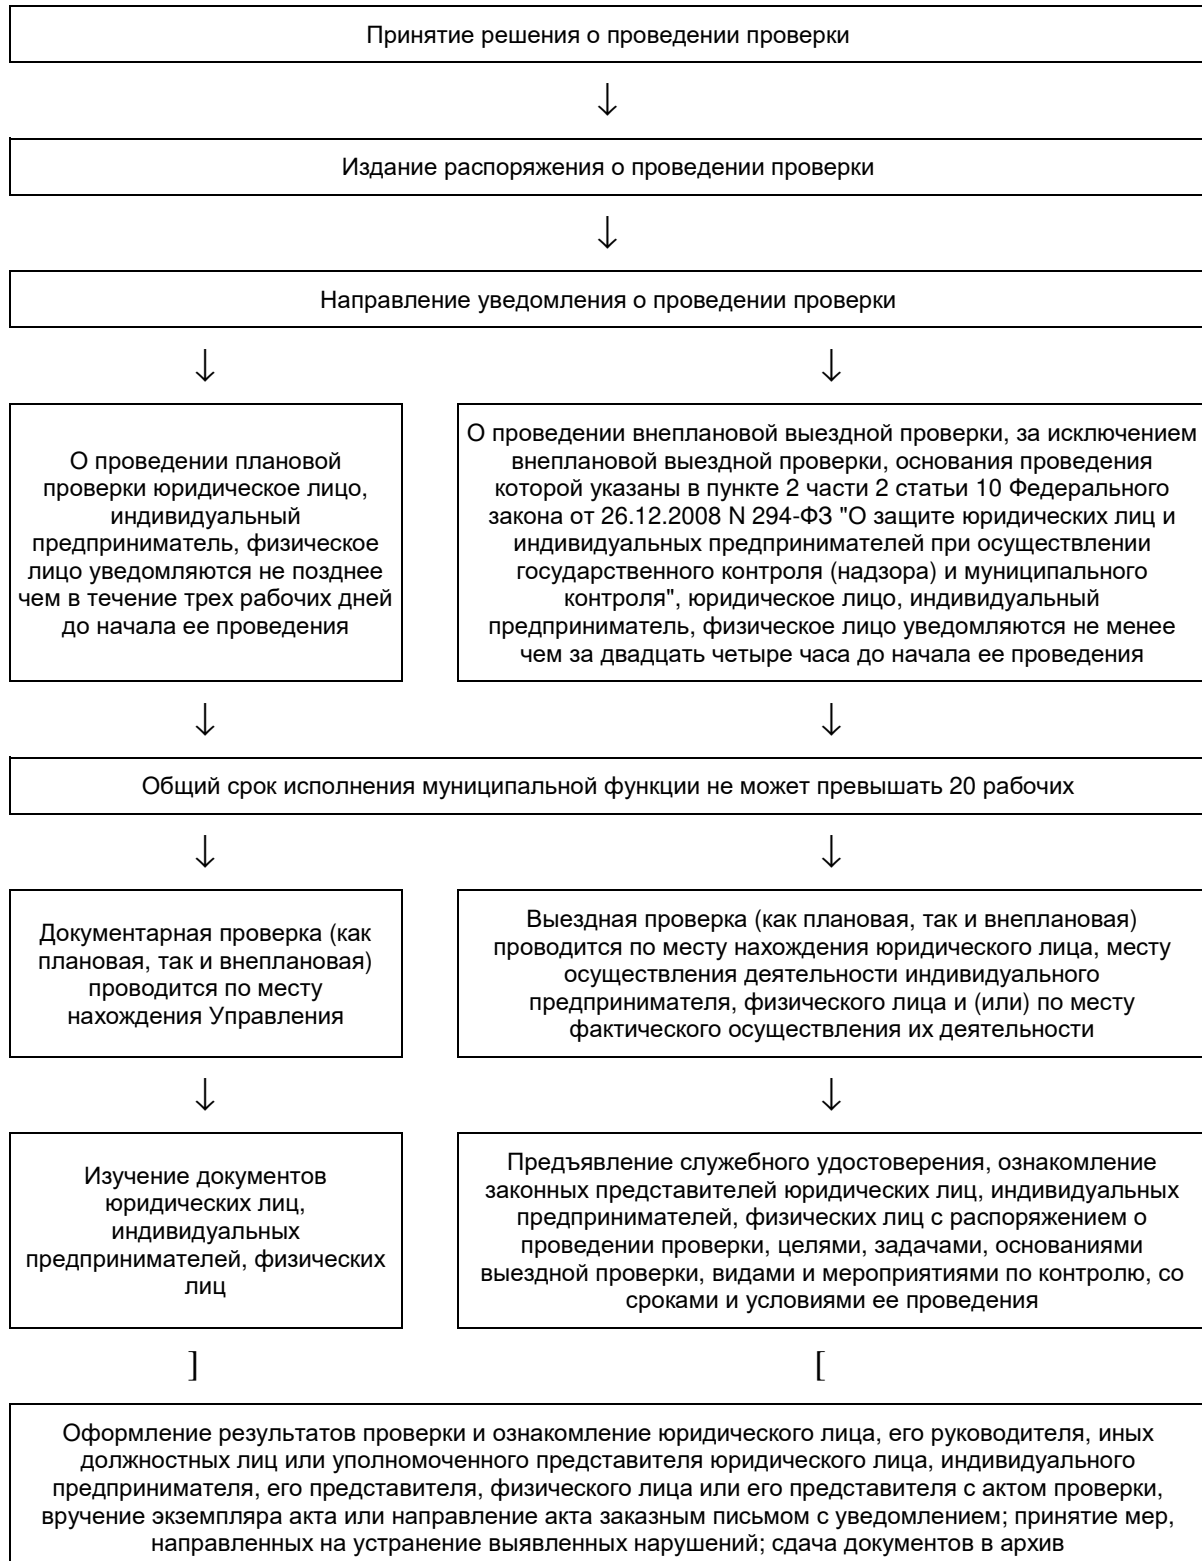 Принятие решения о проведении проверки
↓
Издание распоряжения о проведении проверки
↓
Направление уведомления о проведении проверки
↓
↓
О проведении плановой
проверки юридическое лицо,
индивидуальный
предприниматель, физическое
лицо уведомляются не позднее
чем в течение трех рабочих дней
до начала ее проведения
О проведении внеплановой выездной проверки, за исключением
внеплановой выездной проверки, основания проведения
которой указаны в пункте 2 части 2 статьи 10 Федерального
закона от 26.12.2008 N 294-ФЗ "О защите юридических лиц и
индивидуальных предпринимателей при осуществлении
государственного контроля (надзора) и муниципального
контроля", юридическое лицо, индивидуальный
предприниматель, физическое лицо уведомляются не менее
чем за двадцать четыре часа до начала ее проведения
↓
↓
Общий срок исполнения муниципальной функции не может превышать 20 рабочих
↓
↓
Документарная проверка (как
плановая, так и внеплановая)
проводится по месту
нахождения Управления
Выездная проверка (как плановая, так и внеплановая)
проводится по месту нахождения юридического лица, месту
осуществления деятельности индивидуального
предпринимателя, физического лица и (или) по месту
фактического осуществления их деятельности
↓
↓
Изучение документов
юридических лиц,
индивидуальных
предпринимателей, физических
лиц
Предъявление служебного удостоверения, ознакомление
законных представителей юридических лиц, индивидуальных
предпринимателей, физических лиц с распоряжением о
проведении проверки, целями, задачами, основаниями
выездной проверки, видами и мероприятиями по контролю, со
сроками и условиями ее проведения
]
[
Оформление результатов проверки и ознакомление юридического лица, его руководителя, иных
должностных лиц или уполномоченного представителя юридического лица, индивидуального
предпринимателя, его представителя, физического лица или его представителя с актом проверки,
вручение экземпляра акта или направление акта заказным письмом с уведомлением; принятие мер,
направленных на устранение выявленных нарушений; сдача документов в архив